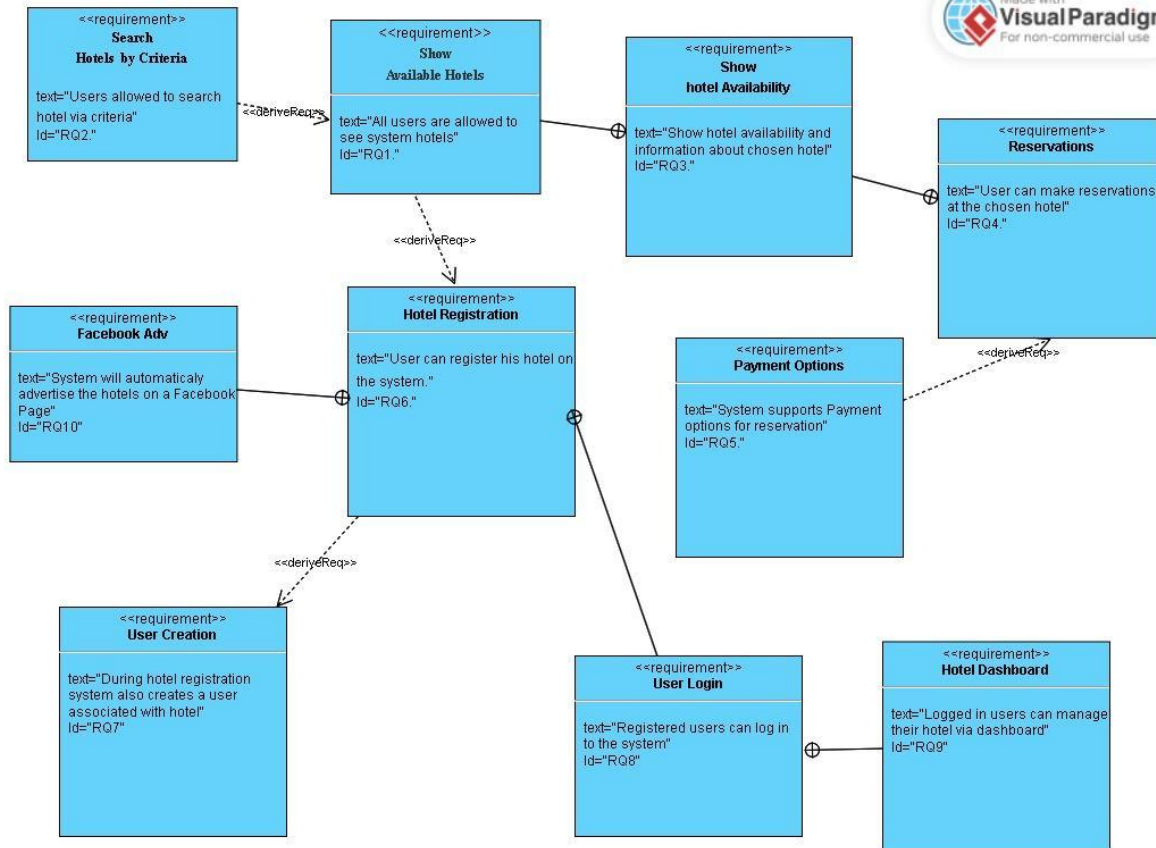 Made with
Visual Paradigm
For non-commercial use
<<requirement>>
Search
Hotels by Criteria
text="Users allowed to search
hotel via criteria"
Id="RQ2."
<<deriveReq>>
<<requirement>>
Show
Available Hotels
text="All users are allowed to
see system hotels"
Id="RQ1."
<<requirement>>
Show
hotel Availability
text="Show hotel availability and
information about chosen hotel"
Id="RQ3."
<<requirement>>
Reservations
text="User can make reservations
at the chosen hotel"
Id="RQ4."
<<deriveReq>>
<<requirement>>
Facebook Adv
text="System will automaticaly
advertise the hotels on a Facebook
Page"
Id="RQ10"
<<requirement>>
Hotel Registration
text="User can register his hotel on
the system."
Id="RQ6."
<<requirement>>
Payment Options
text="System supports Payment
options for reservation"
Id="RQ5."
<<deriveReq>>
<<deriveReq>>
<<requirement>>
User Creation
text="During hotel registration
system also creates a user
associated with hotel"
Id="RQ7"
<<requirement>>
User Login
text="Registered users can log in
to the system"
Id="RQ8"
<<requirement>>
Hotel Dashboard
text="Logged in users can manage
their hotel via dashboard"
Id="RQ9"